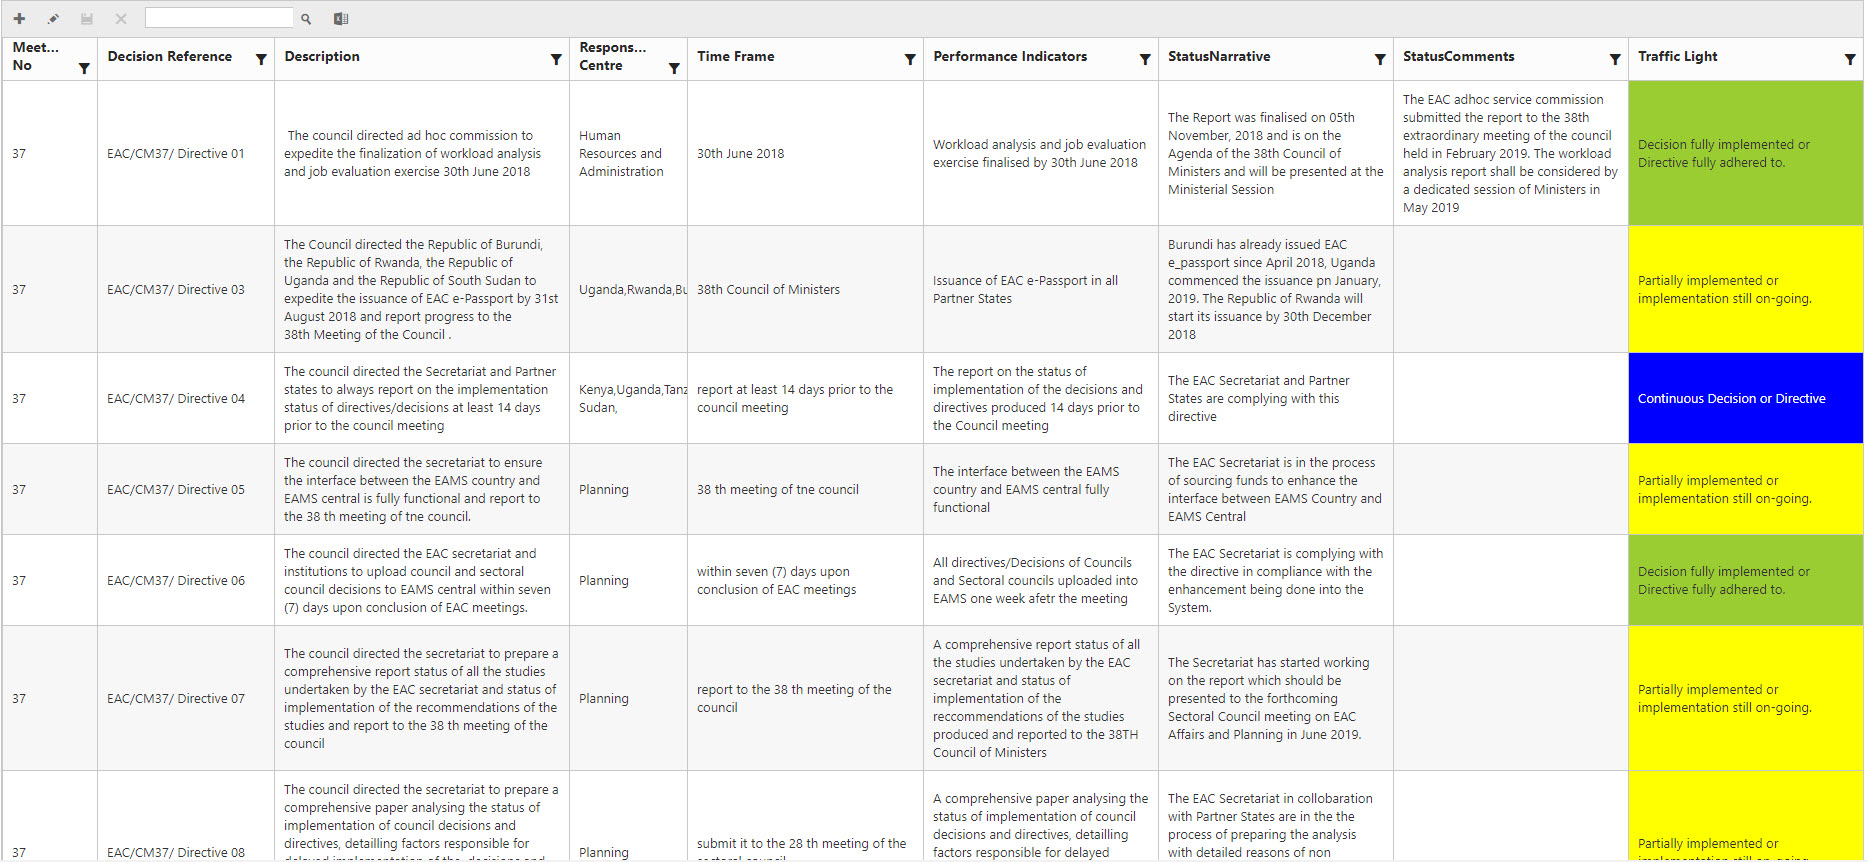 Meet...
No
Decision Reference
Description
Respons...
Centre
Time Frame
Performance Indicators
StatusNarrative
StatusComments
Traffic Light
37
EAC/CM37/ Directive 01
The council directed ad hoc commission to
expedite the finalization of workload analysis
and job evaluation exercise 30th June 2018
Human
Resources and
Administration
30th June 2018
Workload analysis and job evaluation
exercise finalised by 30th June 2018
The Report was finalised on 05th
November, 2018 and is on the
Agenda of the 38th Council of
Ministers and will be presented at the
Ministerial Session
The EAC adhoc service commission
submitted the report to the 38th
extraordinary meeting of the council
held in February 2019. The workload
analysis report shall be considered by
a dedicated session of Ministers in
May 2019
Decision fully implemented or
Directive fully adhered to.
37
EAC/CM37/ Directive 03
The Council directed the Republic of Burundi,
the Republic of Rwanda, the Republic of
Uganda and the Republic of South Sudan to
expedite the issuance of EAC e-Passport by 31st
August 2018 and report progress to the
38th Meeting of the Council .
Uganda,Rwanda,Bu
38th Council of Ministers
Issuance of EAC e-Passport in all
Partner States
Burundi has already issued EAC
e_passport since April 2018, Uganda
commenced the issuance pn January,
2019. The Republic of Rwanda will
start its issuance by 30th December
2018
Partially implemented or
implementation still on-going.
37
EAC/CM37/ Directive 04
The council directed the Secretariat and Partner
states to always report on the implementation
status of directives/decisions at least 14 days
prior to the council meeting
Kenya,Uganda,Tanz
Sudan,
report at least 14 days prior to the
council meeting
The report on the status of
implementation of the decisions and
directives produced 14 days prior to
the Council meeting
The EAC Secretariat and Partner
States are complying with this
directive
Continuous Decision or Directive
37
EAC/CM37/ Directive 05
The council directed the secretariat to ensure
the interface between the EAMS country and
EAMS central is fully functional and report to
the 38 th meeting of tne council.
Planning
38 th meeting of tne council
The interface between the EAMS
country and EAMS central fully
functional
The EAC Secretariat is in the process
of sourcing funds to enhance the
interface between EAMS Country and
EAMS Central
Partially implemented or
implementation still on-going.
37
EAC/CM37/ Directive 06
The council directed the EAC secretariat and
institutions to upload council and sectoral
council decisions to EAMS central within seven
(7) days upon conclusion of EAC meetings.
Planning
within seven (7) days upon
conclusion of EAC meetings
All directives/Decisions of Councils
and Sectoral councils uploaded into
EAMS one week afetr the meeting
The EAC Secretariat is complying with
the directive in compliance with the
enhancement being done into the
System.
Decision fully implemented or
Directive fully adhered to.
37
EAC/CM37/ Directive 07
The council directed the secretariat to prepare a
comprehensive report status of all the studies
undertaken by the EAC secretariat and status of
implementation of the recommendations of the
studies and report to the 38 th meeting of the
council
Planning
report to the 38 th meeting of the
council
A comprehensive report status of all
the studies undertaken by the EAC
secretariat and status of
implementation of the
reccommendations of the studies
produced and reported to the 38TH
Council of Ministers
The Secretariat has started working
on the report which should be
presented to the forthcoming
Sectoral Council meeting on EAC
Affairs and Planning in June 2019.
Partially implemented or
implementation still on-going.
37
EAC/CM37/ Directive 08
The council directed the secretariat to prepare a
comprehensive paper analysing the status of
implementation of council decisions and
directives, detailling factors responsible for
delayed implementation of the decisions and
Planning
submit it to the 28 th meeting of the
sectoral council
A comprehensive paper analysing the
status of implementation of council
decisions and directives, detailling
factors responsible for delayed
The EAC Secretariat in collobaration
with Partner States are in the the
process of preparing the analysis
with detailed reasons of non
Partially implemented or
implementation still on-going.